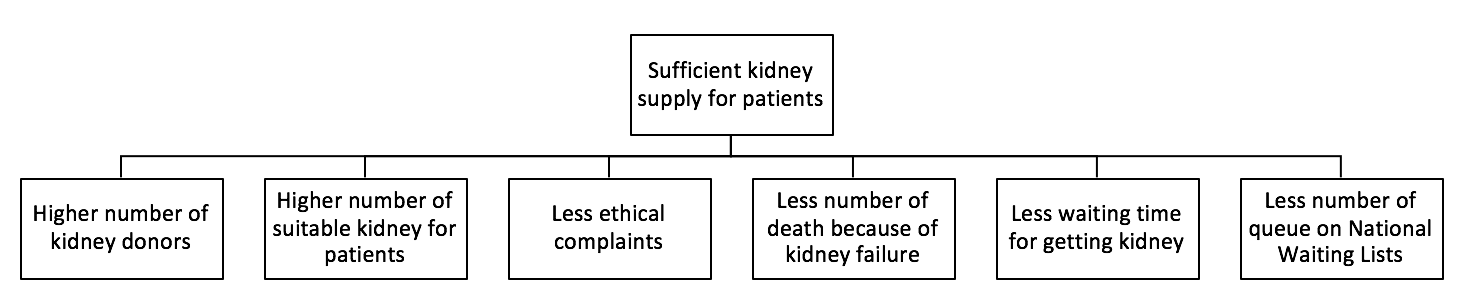 Sufficient kidney
supply for patients
Higher number of
kidney donors
Higher number of
suitable kidney for
patients
Less ethical
complaints
Less number of
death because of
kidney failure
Less waiting time
for getting kidney
Less number of
queue on National
Waiting Lists